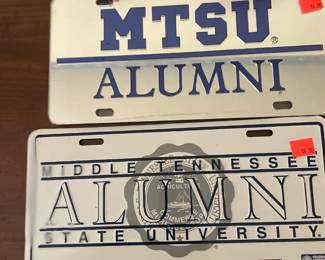 MTSU®
ALUMNI
MIDDLE TENNESSEE
ALUMNI
STATE UNIVERSITY